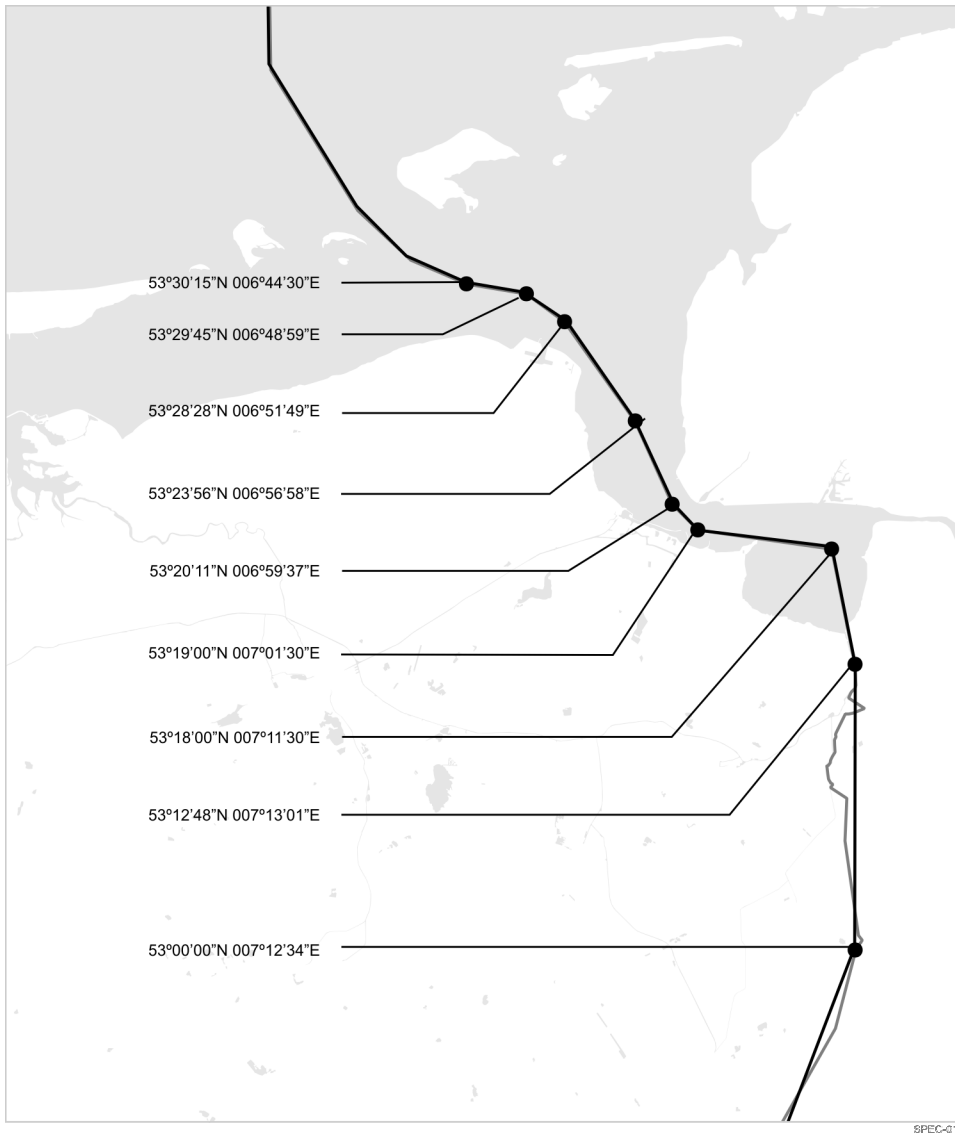 53º30’15”N 006º44’30”E
53º29’45”N 006º48’59”E
53º28’28”N 006º51’49”E
53º23’56”N 006º56’58”E
53º20’11”N 006º59’37”E
53º19’00”N 007º01’30”E
53º18’00”N 007º11’30”E
53º12’48”N 007º13’01”E
53º00’00”N 007º12’34”E